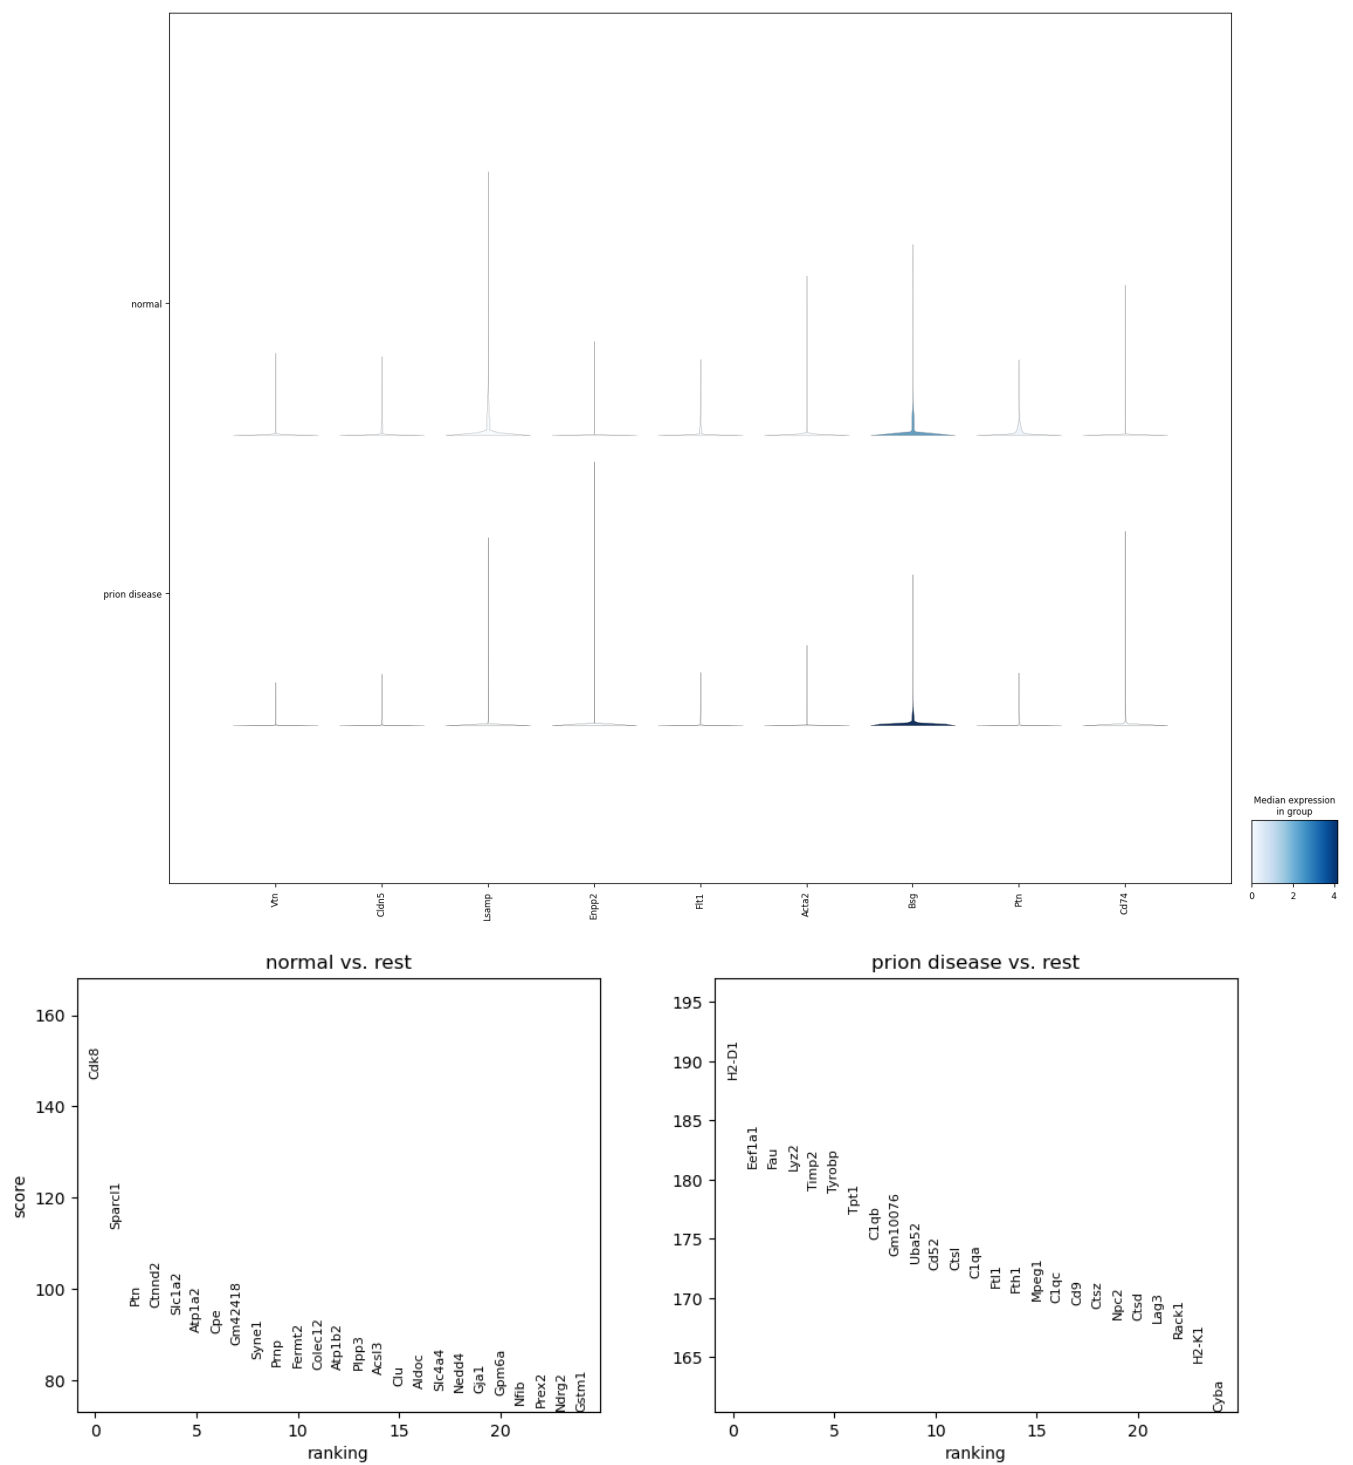 normal
prion disease
Median expression
in group
0 2 4
Vtn Cldn5 Lsamp Enpp2 Flt1 Acta2 Bsg Ptn Cd74
normal vs. rest
score
160
140
120
100
80
Cdk8
Sparcl1
Ptn
Ctnnd2
Slc1a2
Atp1a2
Cpe
Gm42418
Syne1
Prnp
Fermt2
Colec12
Atp1b2
Plpp3
Acsl3
Clu
Aldoc
Slc4a4
Nedd4
Gja1
Gpm6a
Nfib
Prex2
Ndrg2
Gstm1
0 5 10 15 20
ranking
prion disease vs. rest
195
190
185
180
175
170
165
H2-D1
Eef1a1
Fau
Lyz2
Timp2
Tyrobp
Tpt1
C1qb
Gm10076
Uba52
Cd52
Ctsl
C1qa
Ftl1
Fth1
Mpeg1
C1qc
Cd9
Ctsz
Npc2
Ctsd
Lag3
Rack1
H2-K1
Cyba
0 5 10 15 20
ranking